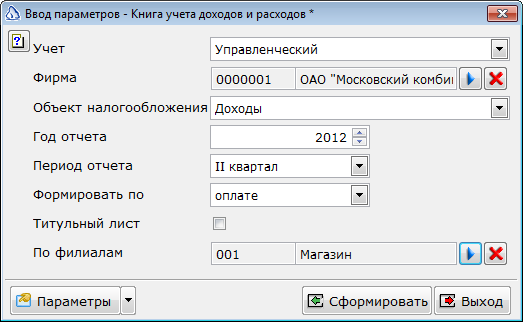 Ввод параметров - Книга учета доходов и расходов *
Учет Управленческий
Фирма 0000001 ОАО "Московский комби
Объект налогообложения Доходы
Год отчета 2012
Период отчета II квартал
Формировать по оплате
Титульный лист
По филиалам 001 Магазин
Параметры Сформировать Выход